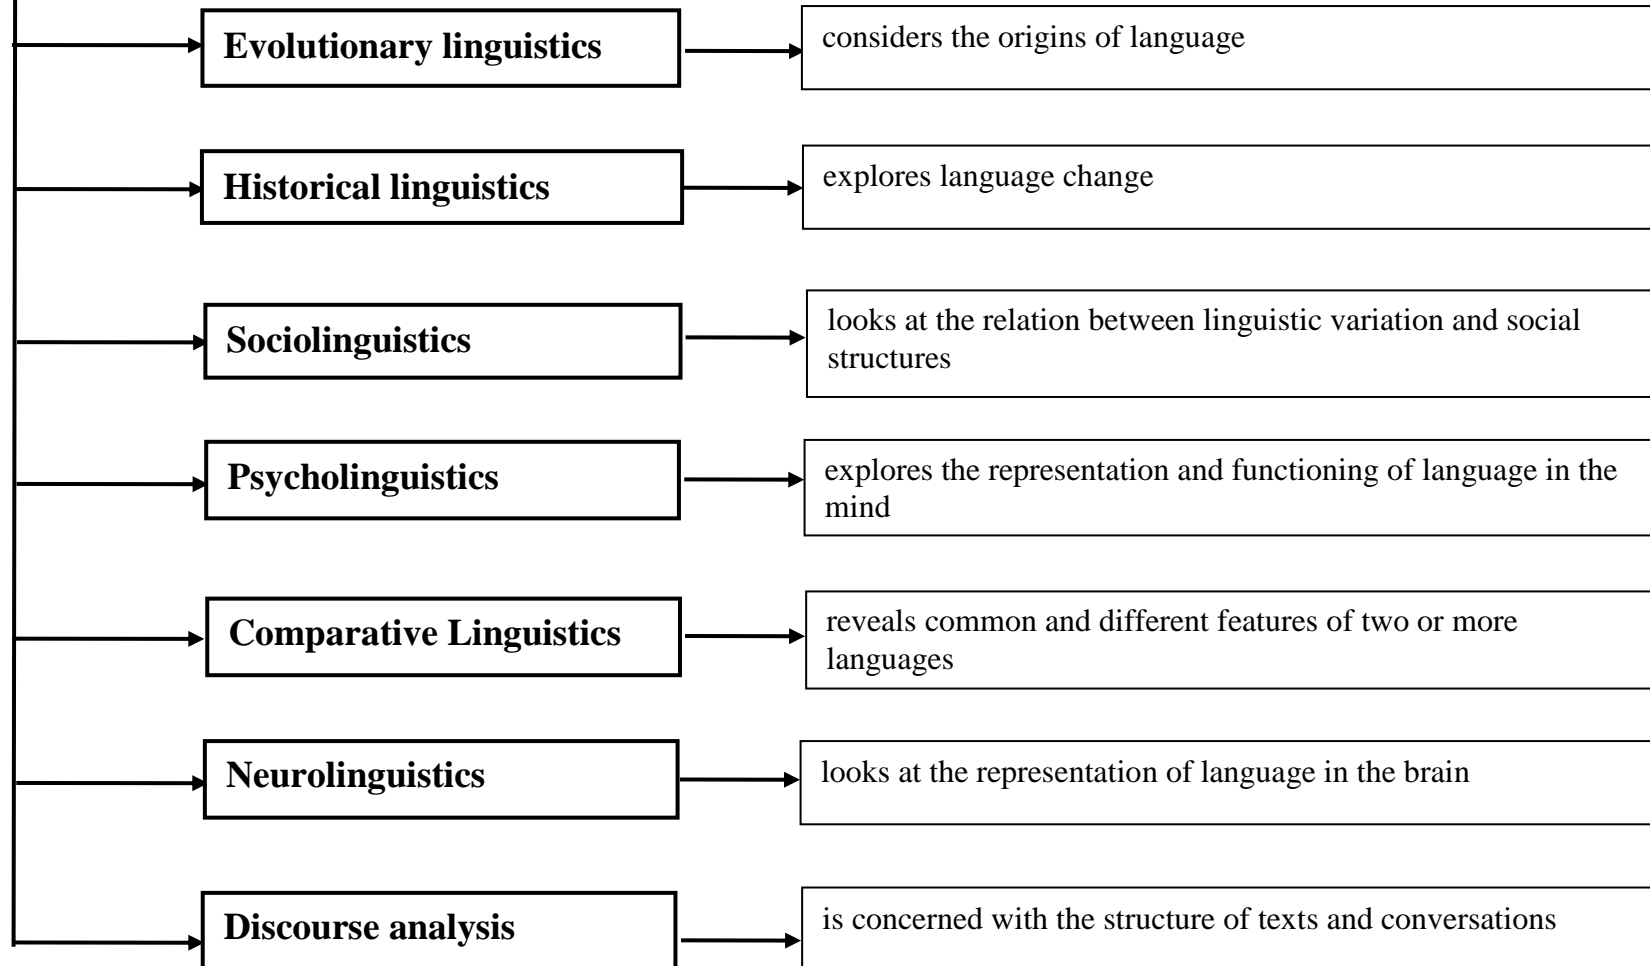 Evolutionary linguistics
considers the origins of language
Historical linguistics
explores language change
Sociolinguistics
looks at the relation between linguistic variation and social
structures
Psycholinguistics
explores the representation and functioning of language in the
mind
Comparative Linguistics
reveals common and different features of two or more
languages
Neurolinguistics
looks at the representation of language in the brain
Discourse analysis
is concerned with the structure of texts and conversations